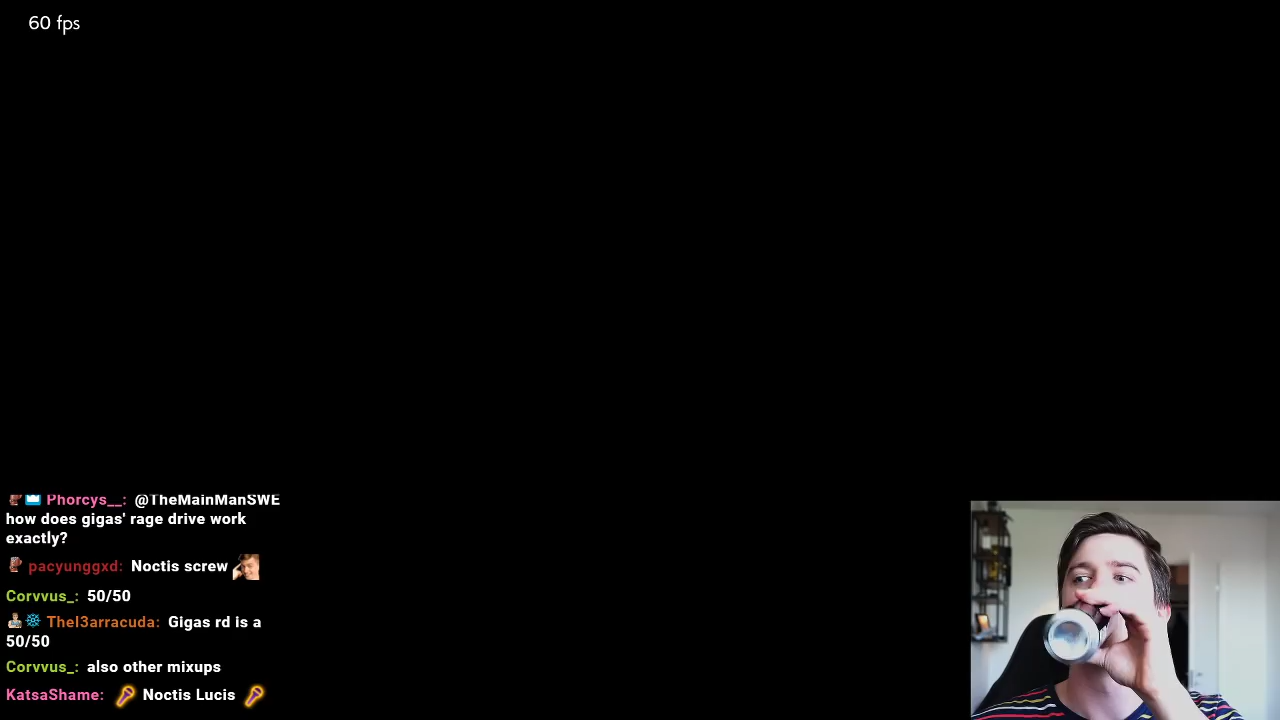 60 fps
Phorcys__: @TheMainManSWE
how does gigas' rage drive work
exactly?
pacyunggxd: Noctis screw
Corvvus_: 50/50
TheI3arracuda: Gigas rd is a
50/50
Corvvus_: also other mixups
KatsaShame: Noctis Lucis